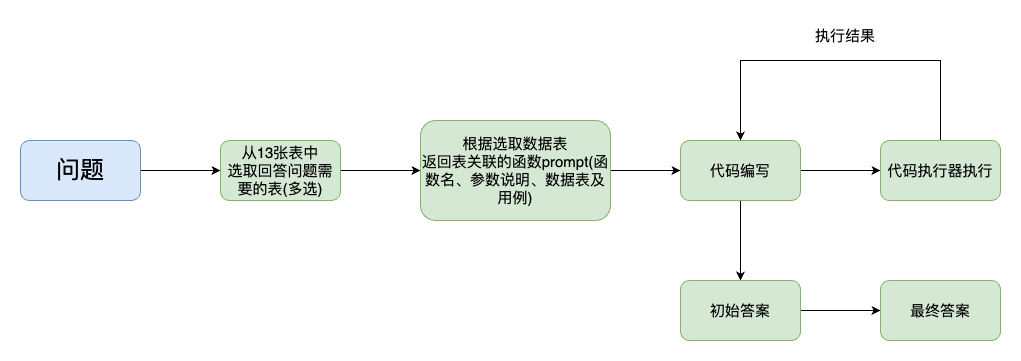 执行结果
问题
从13张表中
选取回答问题需
要的表(多选)
根据选取数据表
返回表关联的函数prompt(函
数名、参数说明、数据表及
用例)
代码编写
代码执行器执行
初始答案
最终答案